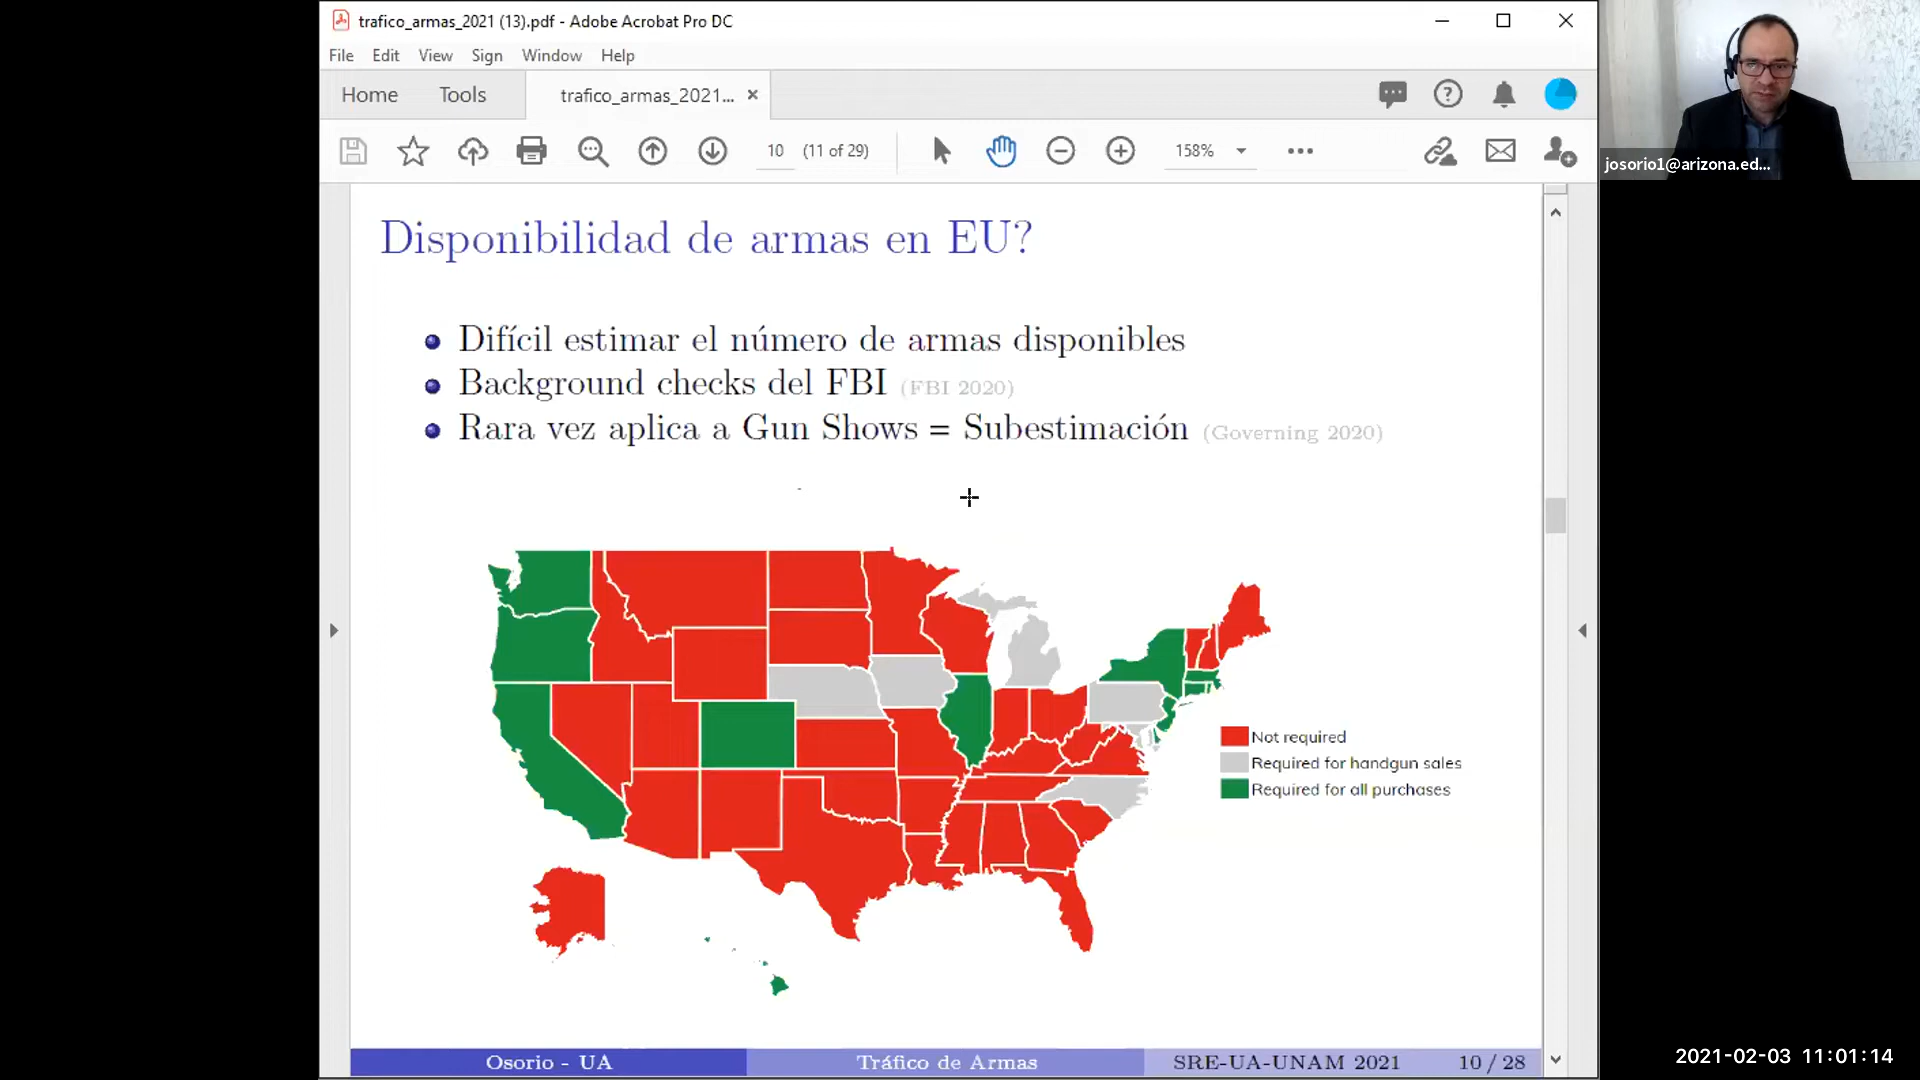 trafico_armas_2021 (13).pdf - Adobe Acrobat Pro DC
File Edit View Sign Window Help
Home Tools trafico_armas_2021...
10 (11 of 29) 158%
josorio1@arizona.ed...
Disponibilidad de armas en EU?
Difícil estimar el número de armas disponibles
Background checks del FBI (FBI 2020)
Rara vez aplica a Gun Shows = Subestimación (Governing 2020)
Not required
Required for handgun sales
Required for all purchases
Osorio - UA Tráfico de Armas SRE-UA-UNAM 2021 10 / 28
2021-02-03 11:01:14